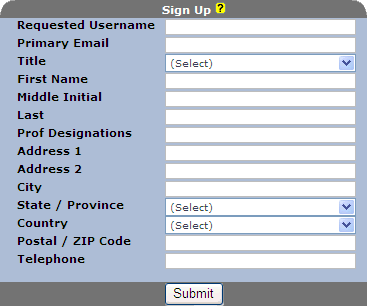 Sign Up ?
Requested Username
Primary Email
Title (Select)
First Name
Middle Initial
Last
Prof Designations
Address 1
Address 2
City
State / Province (Select)
Country (Select)
Postal / ZIP Code
Telephone
Submit